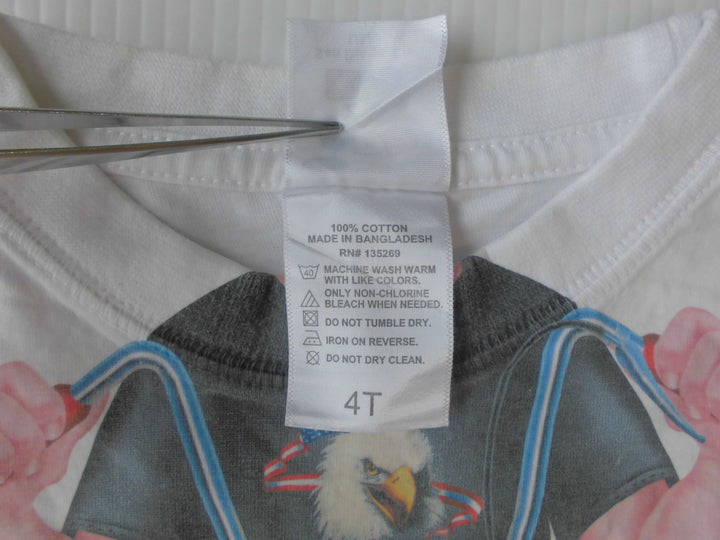 100% COTTON
MADE IN BANGLADESH
RN# 135269
40 MACHINE WASH WARM
WITH LIKE COLORS.
ONLY NON-CHLORINE
BLEACH WHEN NEEDED.
DO NOT TUMBLE DRY.
IRON ON REVERSE.
DO NOT DRY CLEAN.
4T